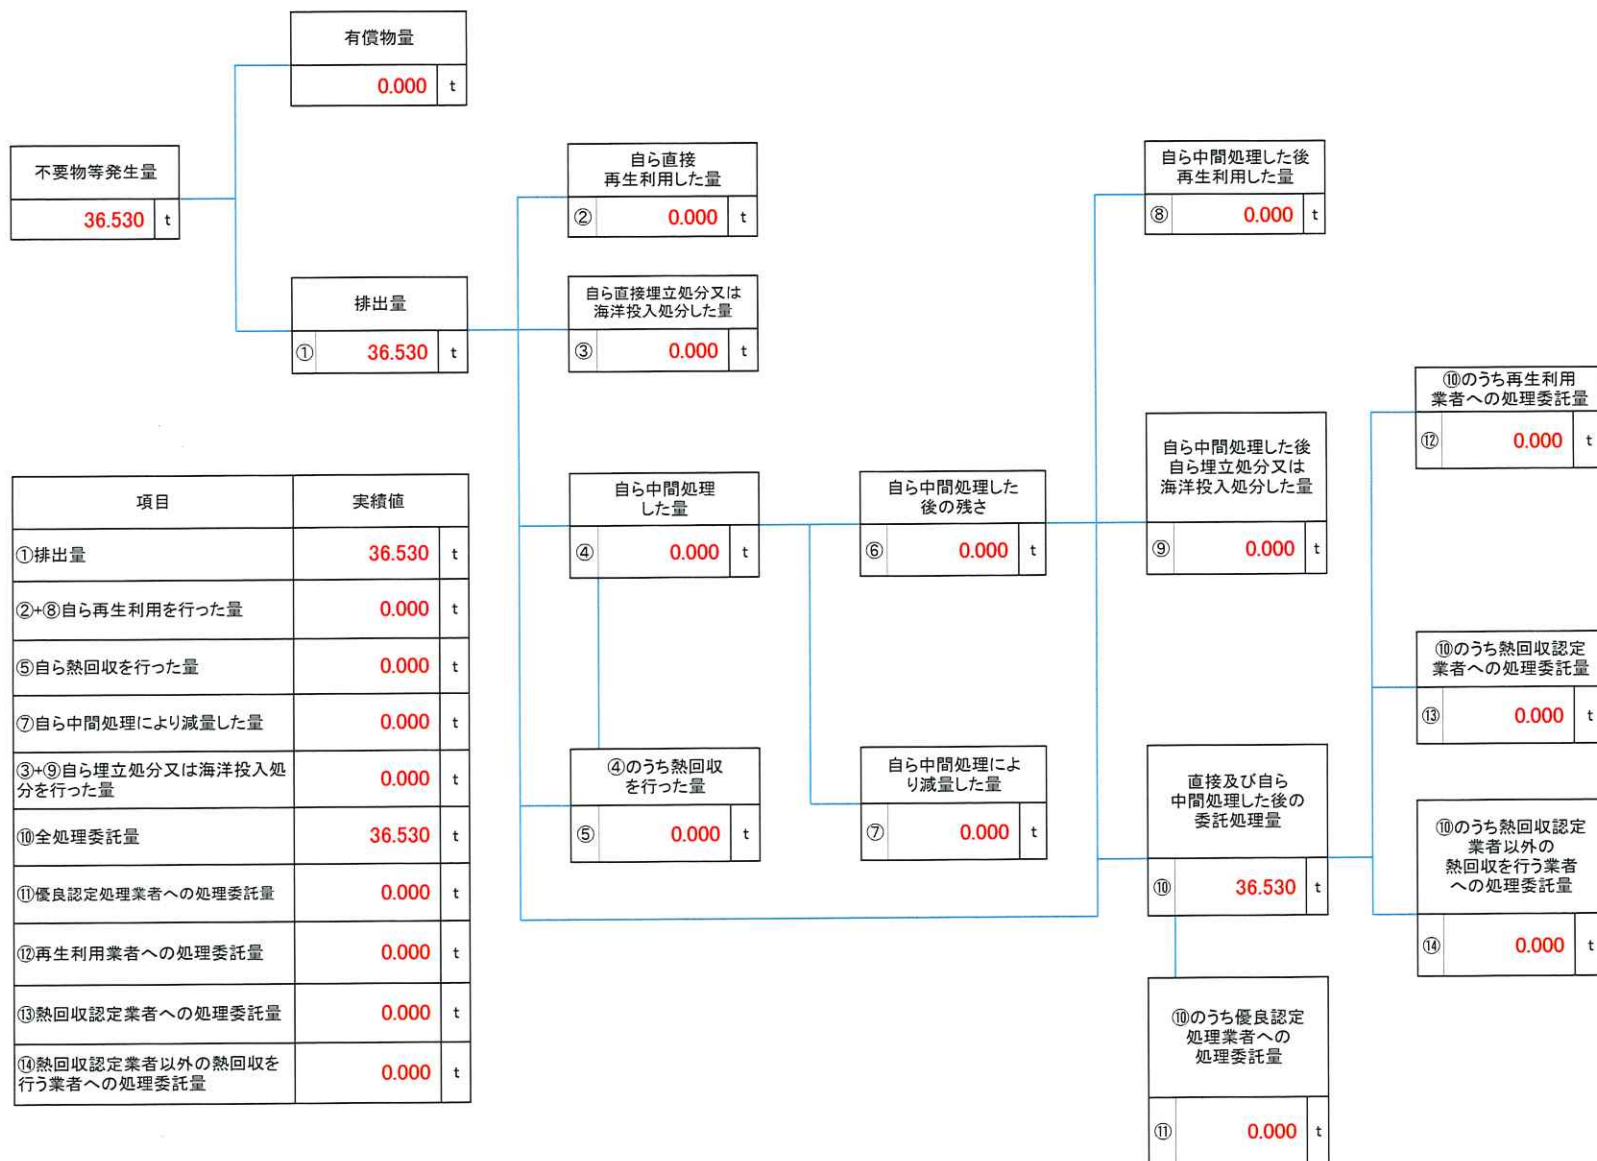 有償物量
0.000 t
不要物等発生量
36.530 t
排出量
① 36.530 t
自ら直接
再生利用した量
② 0.000 t
自ら直接埋立処分又は
海洋投入処分した量
③ 0.000 t
自ら中間処理
した量
④ 0.000 t
④のうち熱回収
を行った量
⑤ 0.000 t
自ら中間処理した
後の残さ
⑥ 0.000 t
自ら中間処理によ
り減量した量
⑦ 0.000 t
自ら中間処理した後
再生利用した量
⑧ 0.000 t
自ら中間処理した後
自ら埋立処分又は
海洋投入処分した量
⑨ 0.000 t
直接及び自ら
中間処理した後の
委託処理量
⑩ 36.530 t
⑩のうち優良認定
処理業者への
処理委託量
⑪ 0.000 t
⑩のうち再生利用
業者への処理委託量
⑫ 0.000 t
⑩のうち熱回収認定
業者への処理委託量
⑬ 0.000 t
⑩のうち熱回収認定
業者以外の
熱回収を行う業者
への処理委託量
⑭ 0.000 t
項目 実績値
①排出量 36.530 t
②+⑧自ら再生利用を行った量 0.000 t
⑤自ら熱回収を行った量 0.000 t
⑦自ら中間処理により減量した量 0.000 t
③+⑨自ら埋立処分又は海洋投入処
分を行った量 0.000 t
⑩全処理委託量 36.530 t
⑪優良認定処理業者への処理委託量 0.000 t
⑫再生利用業者への処理委託量 0.000 t
⑬熱回収認定業者への処理委託量 0.000 t
⑭熱回収認定業者以外の熱回収を
行う業者への処理委託量 0.000 t